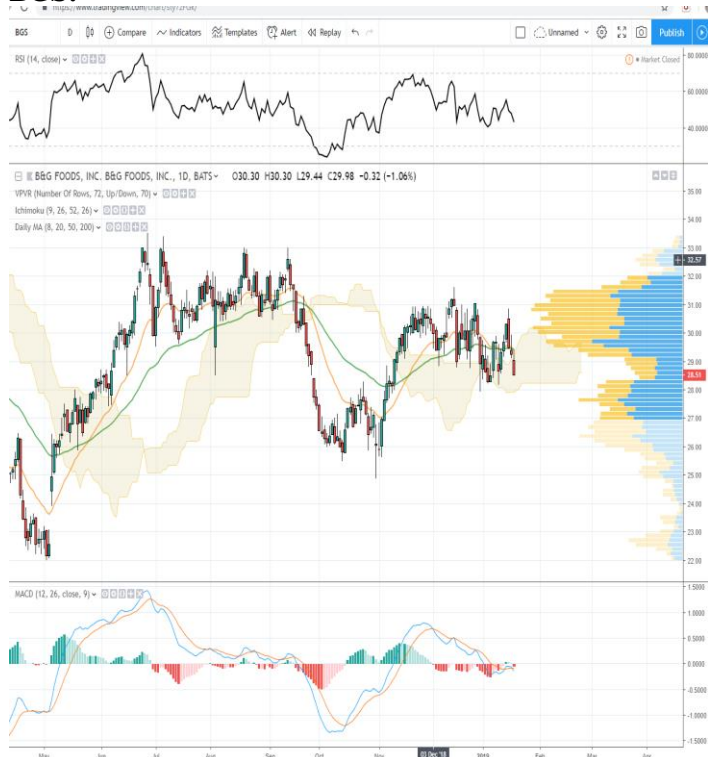 BGS.
https://www.tradingview.com/chart/
BGS D Compare Indicators Templates Alert Replay Unnamed Publish
RSI (14, close)
Market Closed
80.0000
60.0000
40.0000
B&G FOODS, INC. B&G FOODS, INC., 1D, BATS O30.30 H30.30 L29.44 C29.98 -0.32 (-1.06%)
VPVR (Number Of Rows, 72, Up/Down, 70)
Ichimoku (9, 26, 52, 26)
Daily MA (8, 20, 50, 200)
35.00
34.00
32.57
32.00
31.00
30.00
29.00
28.00
27.00
26.00
25.00
24.00
23.00
22.00
MACD (12, 26, close, 9)
1.5000
1.0000
0.5000
0.0000
-0.5000
-1.0000
-1.5000
May Jun Jul Aug Sep Oct Nov 03 Dec '18 2019 Feb Mar Apr